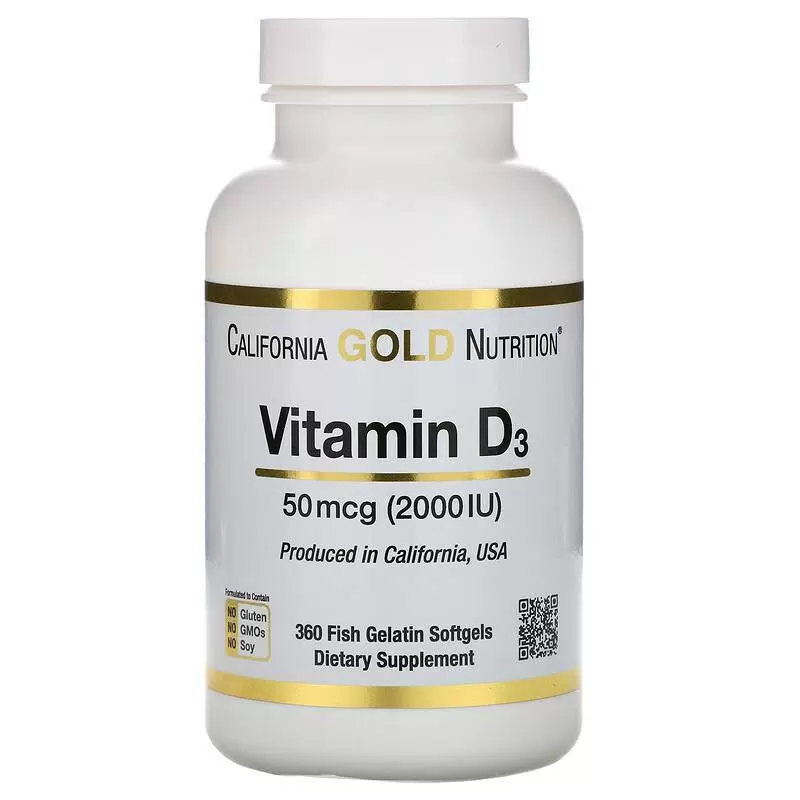 CALIFORNIA GOLD NUTRITION®
Vitamin D3
50 mcg (2000 IU)
Produced in California, USA
Formulated to Contain
NO Gluten
NO GMOs
NO Soy
360 Fish Gelatin Softgels
Dietary Supplement